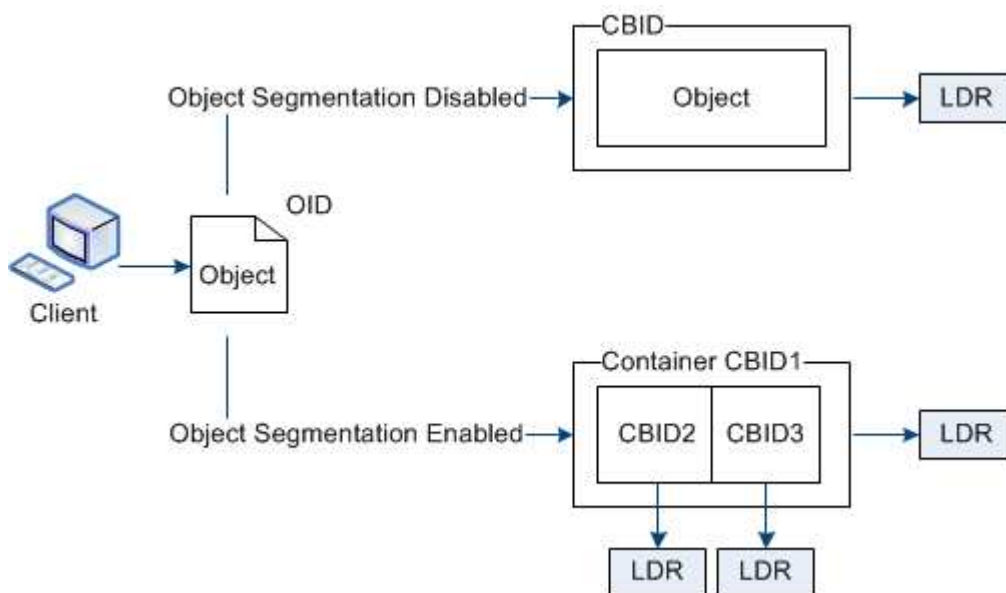 CBID
Object Segmentation Disabled
Object
LDR
OID
Object
Client
Container CBID1
Object Segmentation Enabled
CBID2
CBID3
LDR
LDR
LDR